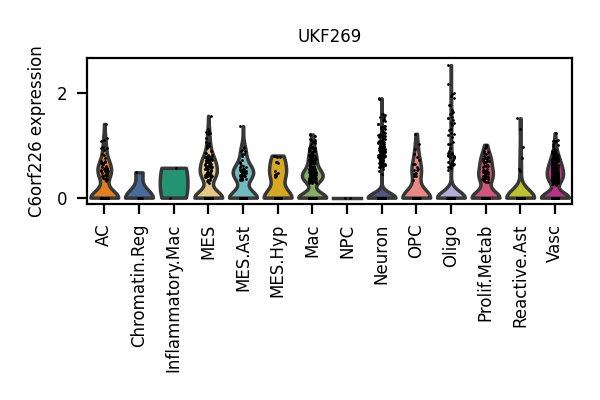 UKF269
C6orf226 expression
2
0
AC
Chromatin.Reg
Inflammatory.Mac
MES
MES.Ast
MES.Hyp
Mac
NPC
Neuron
OPC
Oligo
Prolif.Metab
Reactive.Ast
Vasc